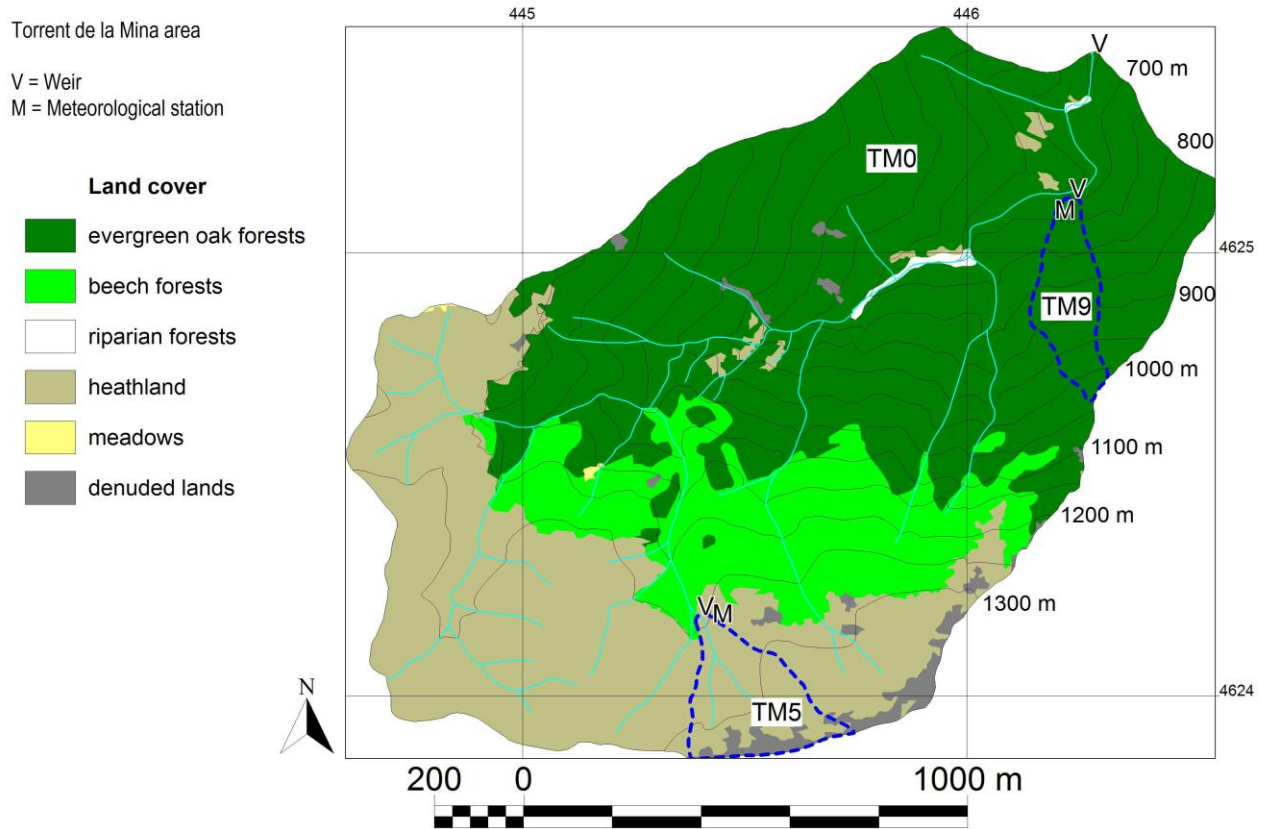 Torrent de la Mina area
V = Weir
M = Meteorological station
Land cover
evergreen oak forests
beech forests
riparian forests
heathland
meadows
denuded lands
445
446
V
700 m
800
TM0
V
M
4625
900
TM9
1000 m
1100 m
1200 m
1300 m
VM
N
4624
TM5
200 0 1000 m